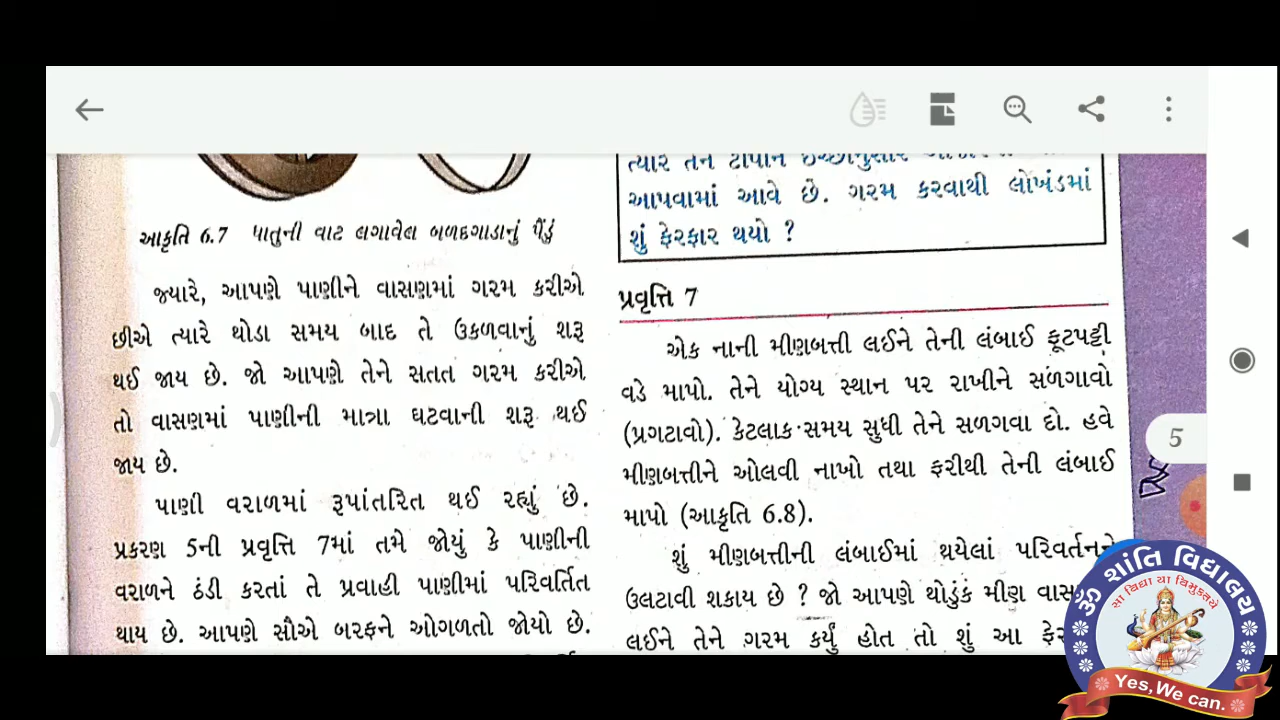 આકૃતિ 6.7 ધાતુની વાટ લગાવેલ બળદગાડાનું પૈંડું
જ્યારે, આપણે પાણીને વાસણમાં ગરમ કરીએ
છીએ ત્યારે થોડા સમય બાદ તે ઉકળવાનું શરૂ
થઈ જાય છે. જો આપણે તેને સતત ગરમ કરીએ
તો વાસણમાં પાણીની માત્રા ઘટવાની શરૂ થઈ
જાય છે.
પાણી વરાળમાં રૂપાંતરિત થઈ રહ્યું છે.
પ્રકરણ 5ની પ્રવૃત્તિ 7માં તમે જોયું કે પાણીની
વરાળને ઠંડી કરતાં તે પ્રવાહી પાણીમાં પરિવર્તિત
થાય છે. આપણે સૌએ બરફને ઓગળતો જોયો છે.
ત્યારે તેને ટીપીને ઇચ્છાનુસાર
આપવામાં આવે છે. ગરમ કરવાથી લોખંડમાં
શું ફેરફાર થયો ?
પ્રવૃત્તિ 7
એક નાની મીણબત્તી લઈને તેની લંબાઈ ફૂટપટ્ટી
વડે માપો. તેને યોગ્ય સ્થાન પર રાખીને સળગાવો
(પ્રગટાવો). કેટલાક સમય સુધી તેને સળગવા દો. હવે
મીણબત્તીને ઓલવી નાખો તથા ફરીથી તેની લંબાઈ
માપો (આકૃતિ 6.8).
શું મીણબત્તીની લંબાઈમાં થયેલાં પરિવર્તનને
ઉલટાવી શકાય છે ? જો આપણે થોડુંક મીણ
લઈને તેને ગરમ કર્યું હોત તો શું આ
5
ૐ શાંતિ વિદ્યાલય
सा विद्या या विमुक्तये
Yes,We can.